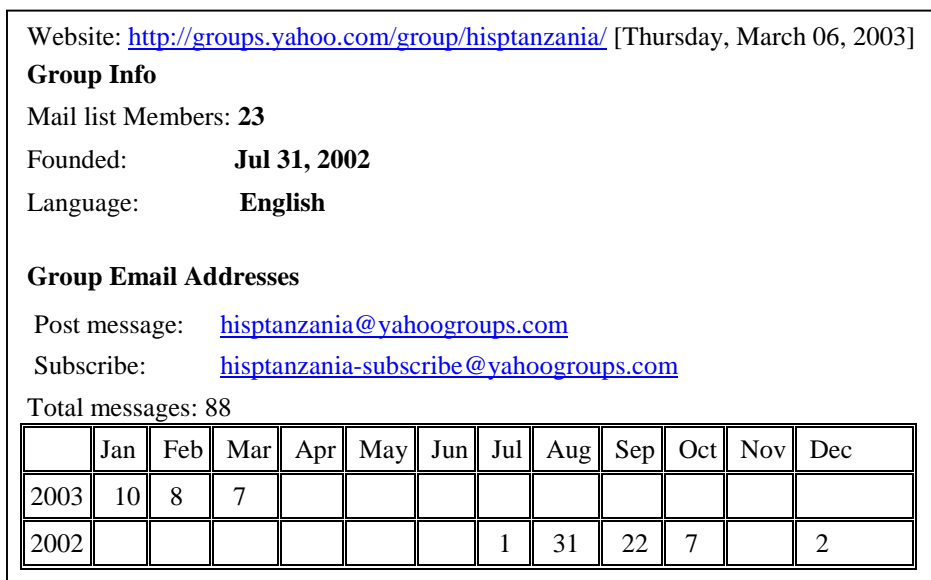 Website: http://groups.yahoo.com/group/hisptanzania/ [Thursday, March 06, 2003]
Group Info
Mail list Members: 23
Founded: Jul 31, 2002
Language: English
Group Email Addresses
Post message: hisptanzania@yahoogroups.com
Subscribe: hisptanzania-subscribe@yahoogroups.com
Total messages: 88
Jan Feb Mar Apr May Jun Jul Aug Sep Oct Nov Dec
2003 10 8 7
2002 1 31 22 7 2